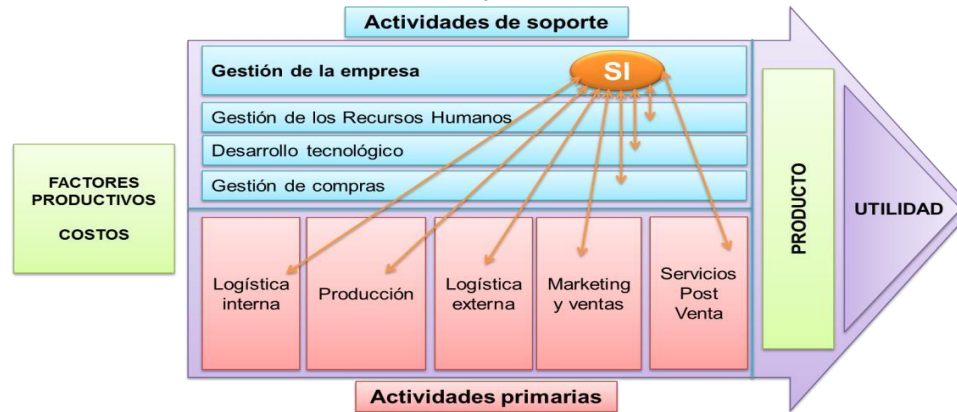 Actividades de soporte
Gestión de la empresa
SI
Gestión de los Recursos Humanos
Desarrollo tecnológico
Gestión de compras
FACTORES
PRODUCTIVOS
COSTOS
Logística
interna
Producción
Logística
externa
Marketing
y ventas
Servicios
Post
Venta
PRODUCTO
UTILIDAD
Actividades primarias